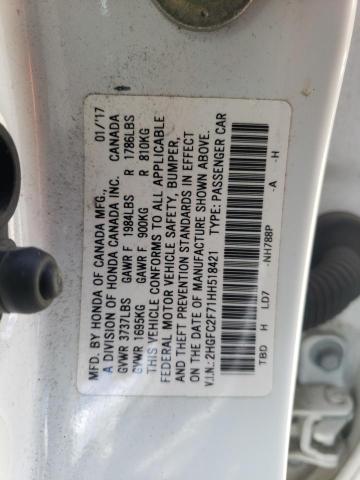 MFD. BY HONDA OF CANADA MFG., 01/'17
A DIVISION OF HONDA CANADA INC. CANADA
GVWR 3737LBS GAWR F 1984LBS R 1786LBS
GVWR 1695KG GAWR F 900KG R 810KG
THIS VEHICLE CONFORMS TO ALL APPLICABLE
FEDERAL MOTOR VEHICLE SAFETY, BUMPER,
AND THEFT PREVENTION STANDARDS IN EFFECT
ON THE DATE OF MANUFACTURE SHOWN ABOVE.
V.I.N.:2HGFC2F71HH518421 TYPE: PASSENGER CAR
TBD H LD7 -NH788P -A -H